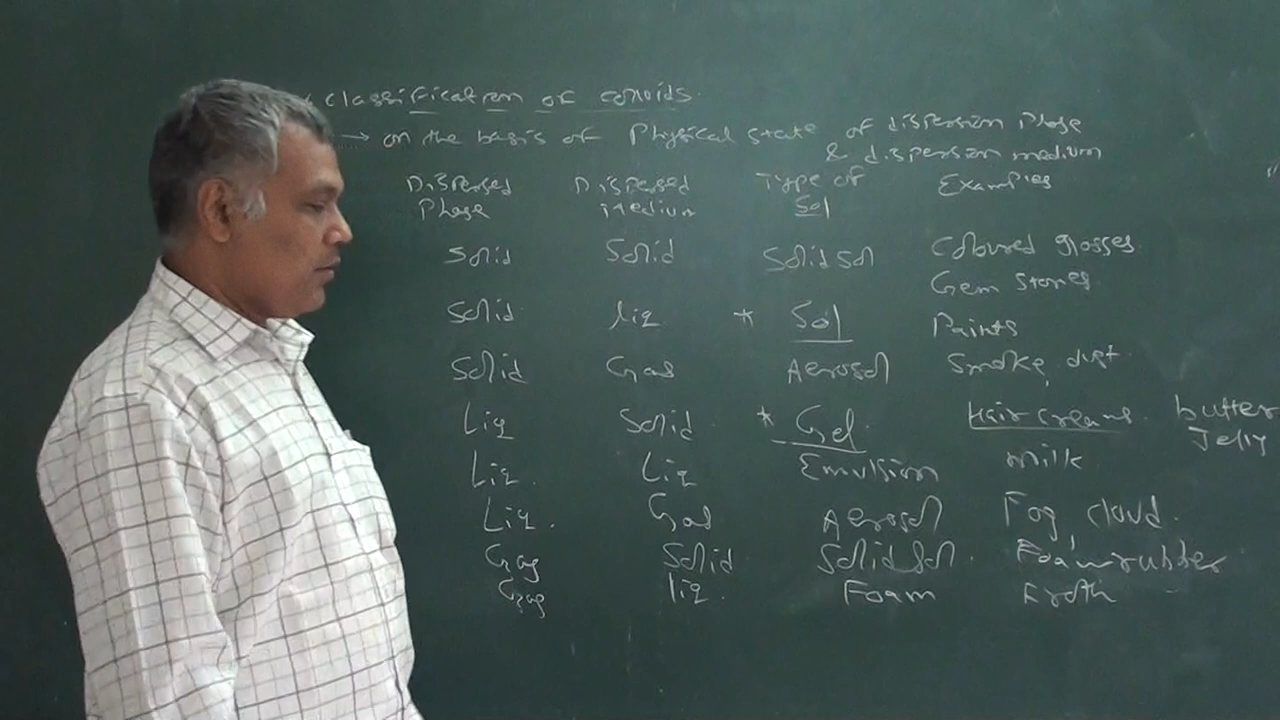 * Classification of colloids.
→ on the basis of Physical state of dispersion Phase
& dispersion medium
Dispersed Phase Dispersed Medium Type of Sol Examples
Solid Solid Solid sol Coloured glosses
Gem stones
Solid liq * Sol Paints
Solid Gas Aerosol Smoke, dust.
Liq Solid. * Gel Hair creams. butter
Jelly
Liq. Liq Emulsion milk
Liq. Gas Aerosol Fog, cloud.
Gas Solid. Solid Sol. Foam rubber
Gas liq. Foam Froth